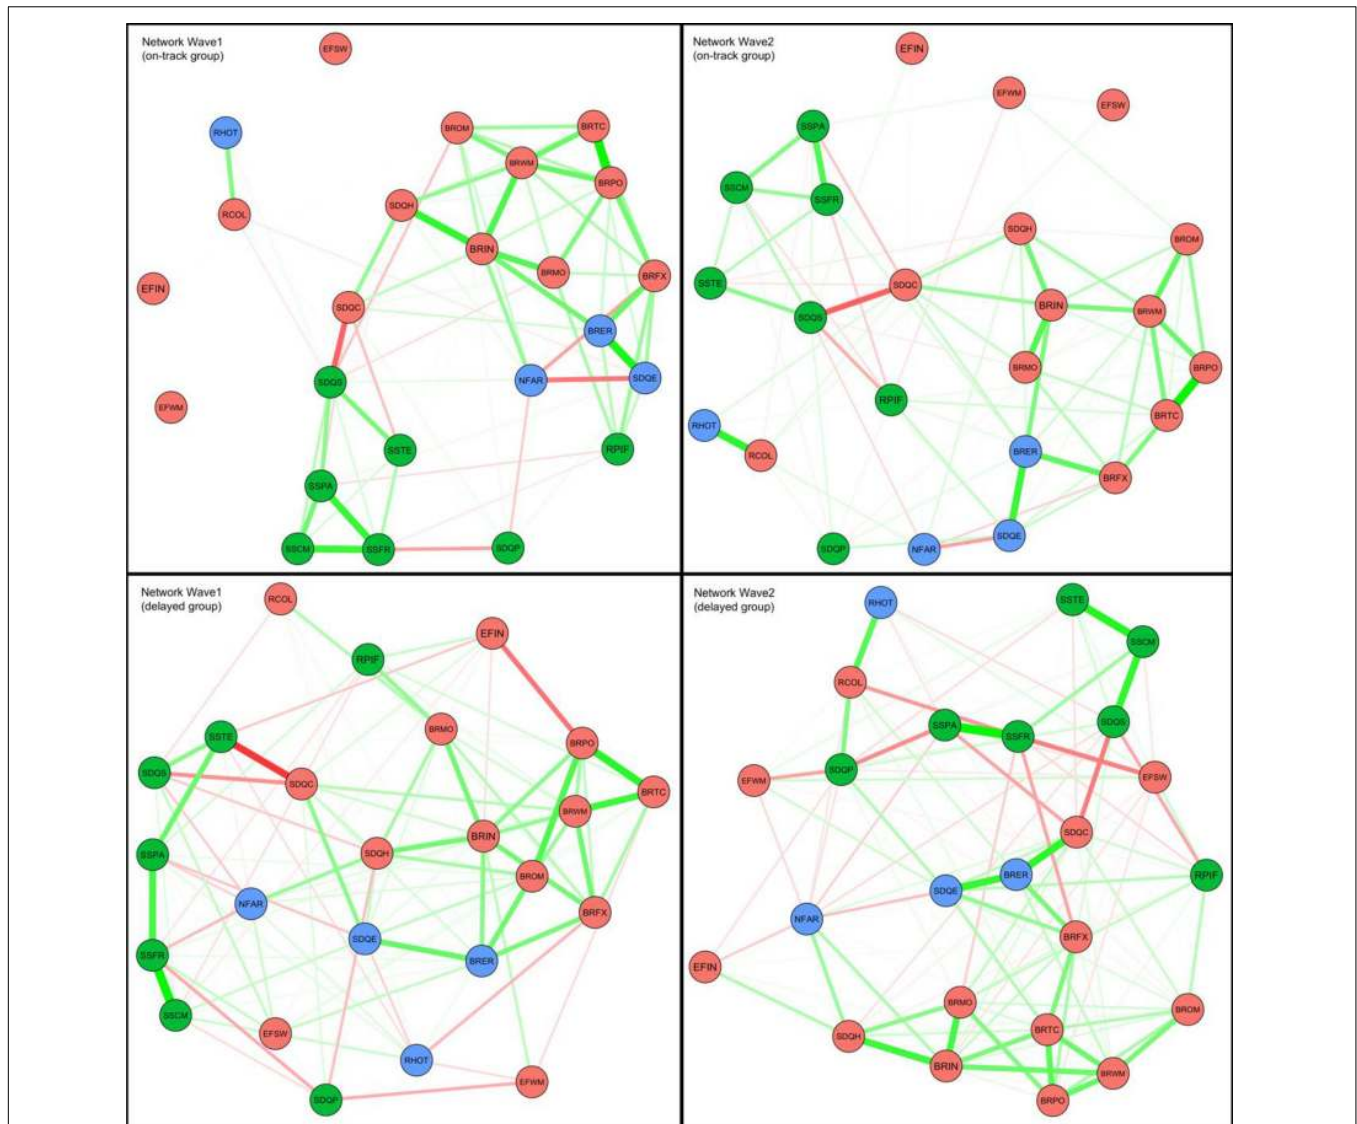 Network Wave1
(on-track group)
EFSW
RHOT
BROM
BRTC
BRWM
BRPO
SDQH
RCOL
BRIN
BRMO
BRFX
EFIN
SDQC
BRER
SDQS
NFAR
SDQE
EFWM
SSTE
RPIF
SSPA
SSCM
SSFR
SDQP
Network Wave2
(on-track group)
EFIN
EFWM
EFSW
SSPA
SSCM
SSFR
SDQH
BROM
SSTE
SDQC
BRIN
BRWM
SDQS
BRMO
BRPO
RPIF
BRTC
RHOT
RCOL
BRER
BRFX
SDQE
SDQP
NFAR
Network Wave1
(delayed group)
RCOL
EFIN
RPIF
BRMO
SSTE
BRPO
SDQS
SDQC
BRTC
BRWM
BRIN
SSPA
SDQH
BROM
NFAR
BRFX
SDQE
SSFR
BRER
SSCM
EFSW
RHOT
EFWM
SDQP
Network Wave2
(delayed group)
RHOT
SSTE
SSCM
RCOL
SSPA
SDQS
SSFR
SDQP
EFWM
EFSW
SDQC
BRER
RPIF
SDQE
NFAR
BRFX
EFIN
BRMO
BROM
SDQH
BRTC
BRIN
BRWM
BRPO